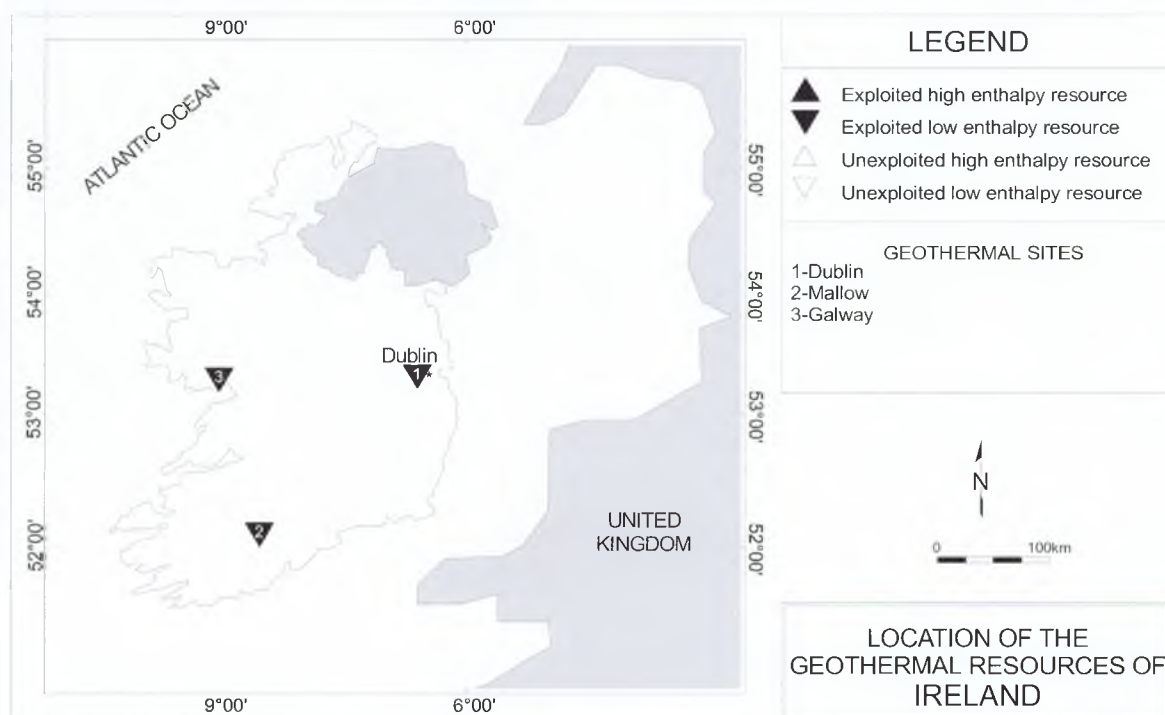 9°00'
6°00'
ATLANTIC OCEAN
55°00'
54°00'
53°00'
52°00'
55°00'
54°00'
53°00'
52°00'
Dublin
1
*
3
2
UNITED
KINGDOM
9°00'
6°00'
LEGEND
Exploited high enthalpy resource
Exploited low enthalpy resource
Unexploited high enthalpy resource
Unexploited low enthalpy resource
GEOTHERMAL SITES
1-Dublin
2-Mallow
3-Galway
N
0 100km
LOCATION OF THE
GEOTHERMAL RESOURCES OF
IRELAND